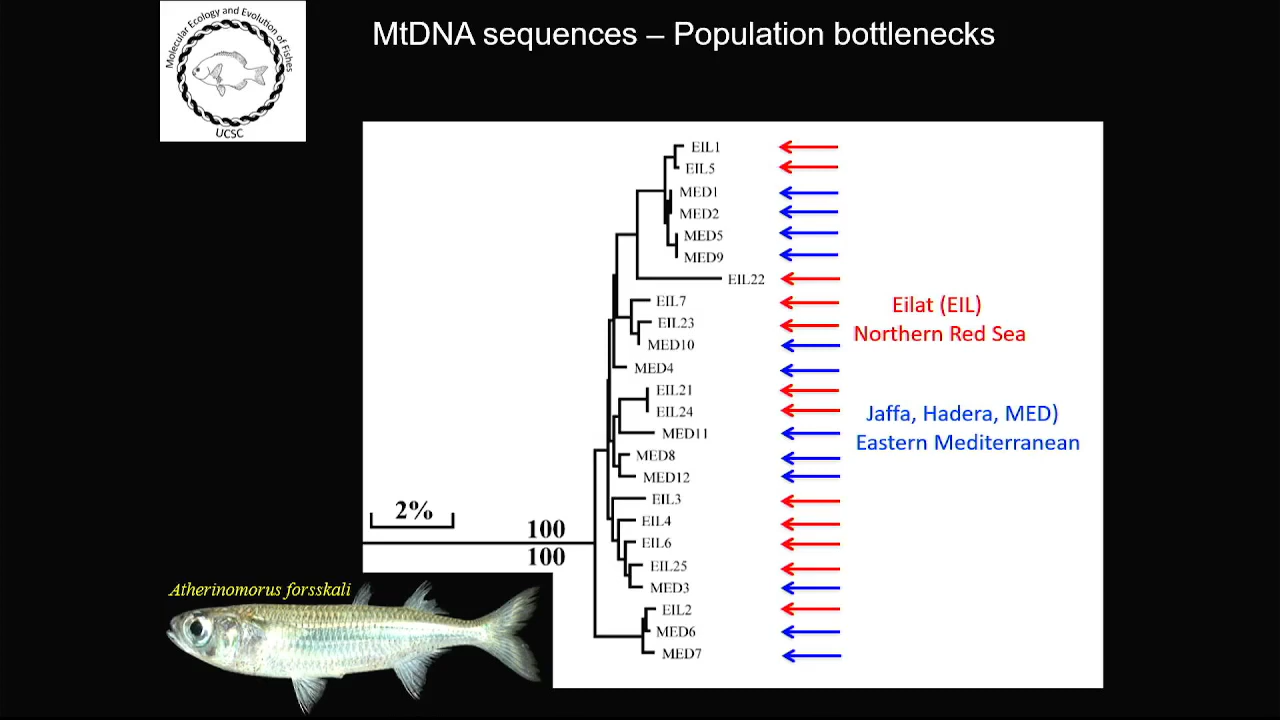 Molecular Ecology and Evolution of Fishes
UCSC
MtDNA sequences – Population bottlenecks
EIL1
EIL5
MED1
MED2
MED5
MED9
EIL22
EIL7
EIL23
MED10
MED4
EIL21
EIL24
MED11
MED8
MED12
EIL3
EIL4
EIL6
EIL25
MED3
EIL2
MED6
MED7
Eilat (EIL)
Northern Red Sea
Jaffa, Hadera, MED)
Eastern Mediterranean
2%
100
100
Atherinomorus forsskali